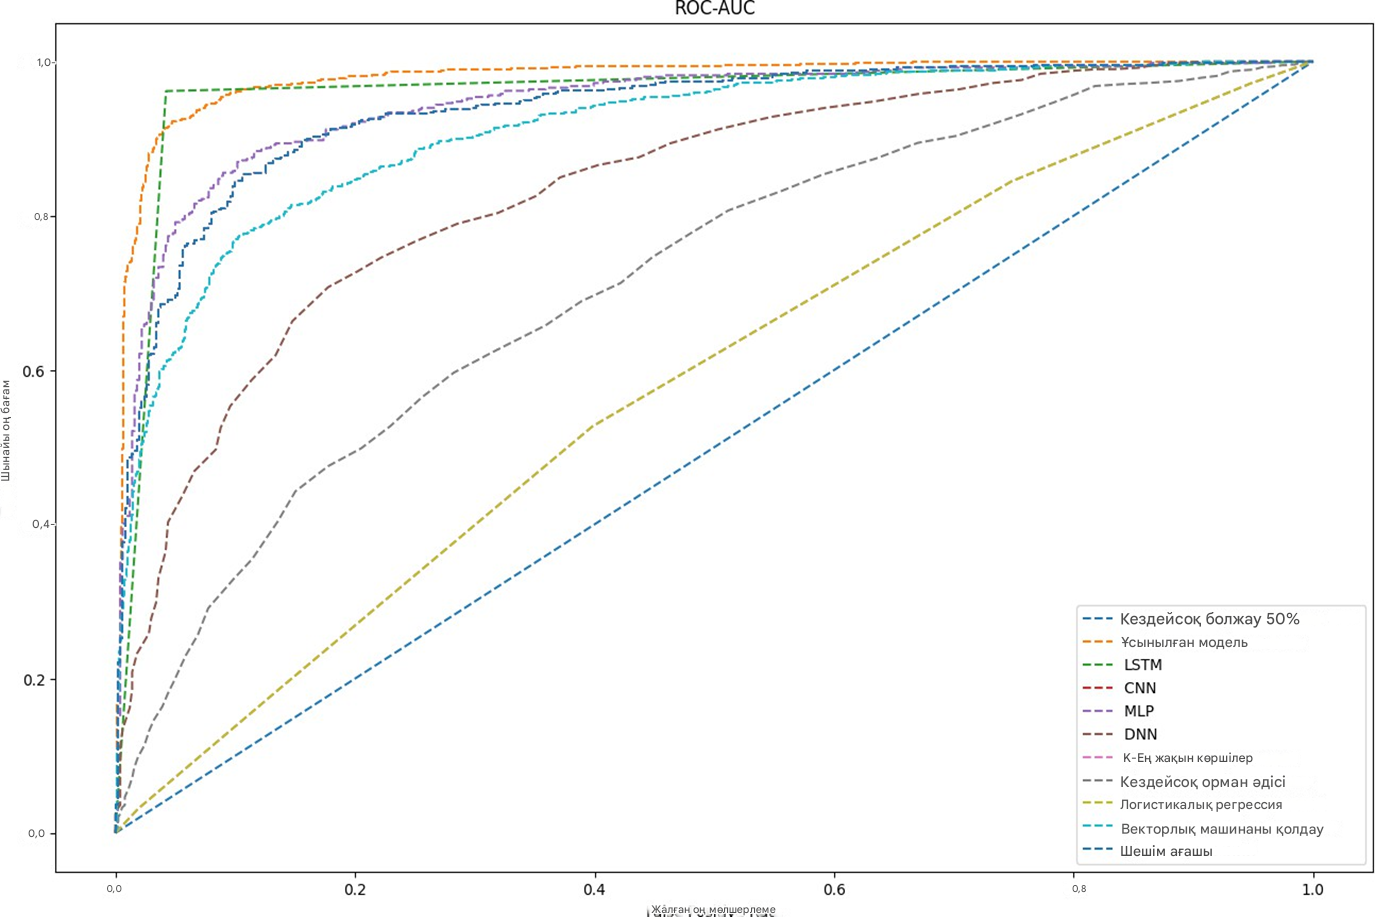 ROC-AUC
1,0
0,8
0.6
0,4
0.2
0,0
Шынайы оң бағам
0,0
0.2
0.4
0.6
0,8
1.0
Жалған оң мөлшерлеме
Кездейсоқ болжау 50%
Ұсынылған модель
LSTM
CNN
MLP
DNN
К-Ең жақын көршілер
Кездейсоқ орман әдісі
Логистикалық регрессия
Векторлық машинаны қолдау
Шешім ағашы